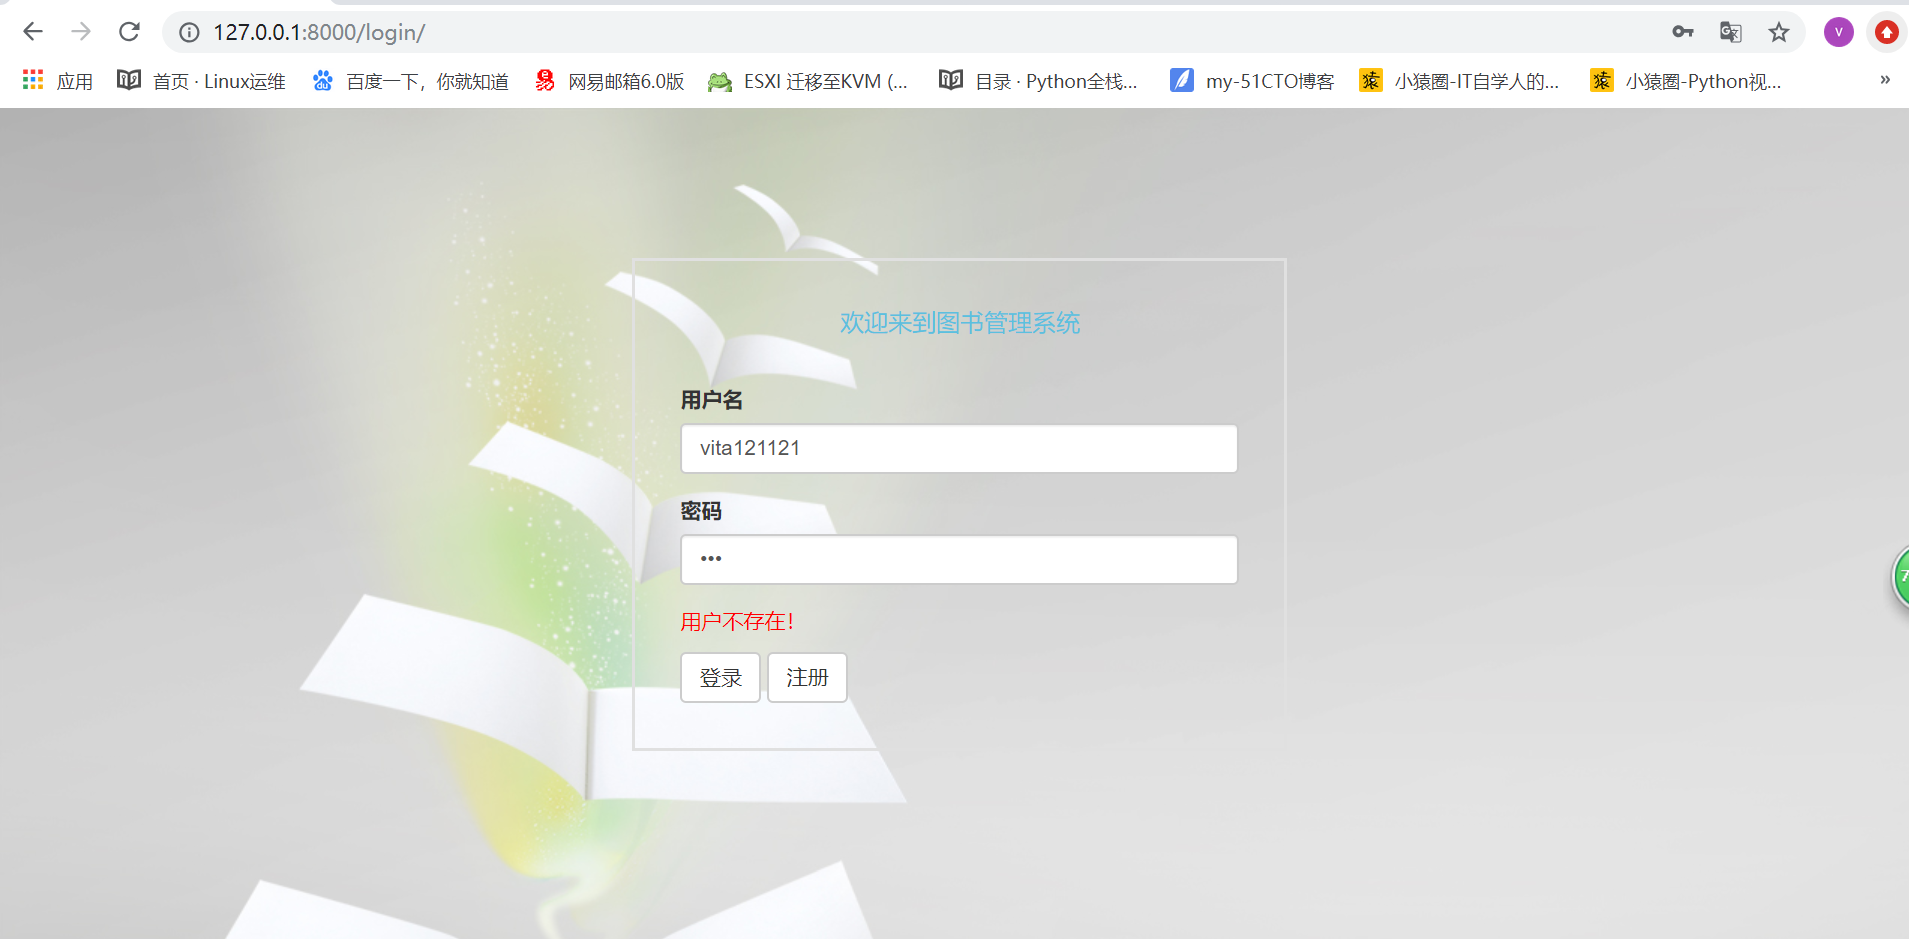 127.0.0.1:8000/login/
V
应用
首页 · Linux运维
百度一下，你就知道
网易邮箱6.0版
ESXI 迁移至KVM (...
目录 · Python全栈...
my-51CTO博客
小猿圈-IT自学人的...
小猿圈-Python视...
»
欢迎来到图书管理系统
用户名
vita121121
密码
•••
用户不存在!
登录 注册